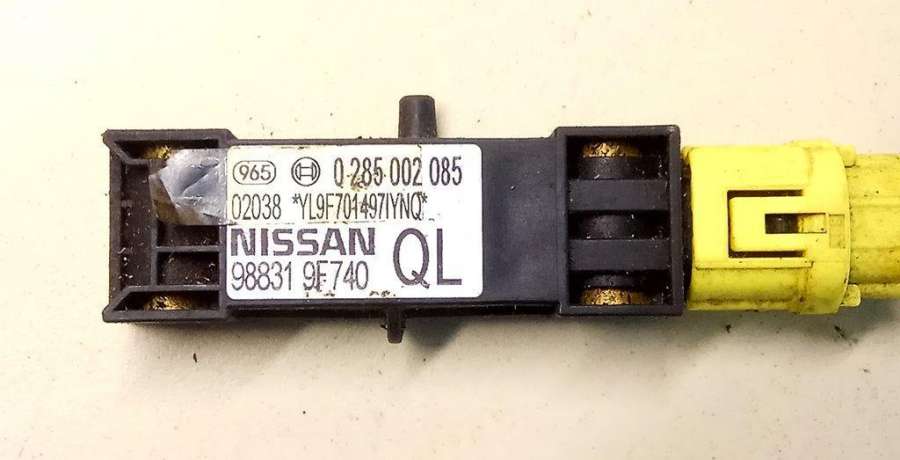 965 0 285 002 085
02038 *YL9F701497IYNQ*
NISSAN QL
98831 9F740